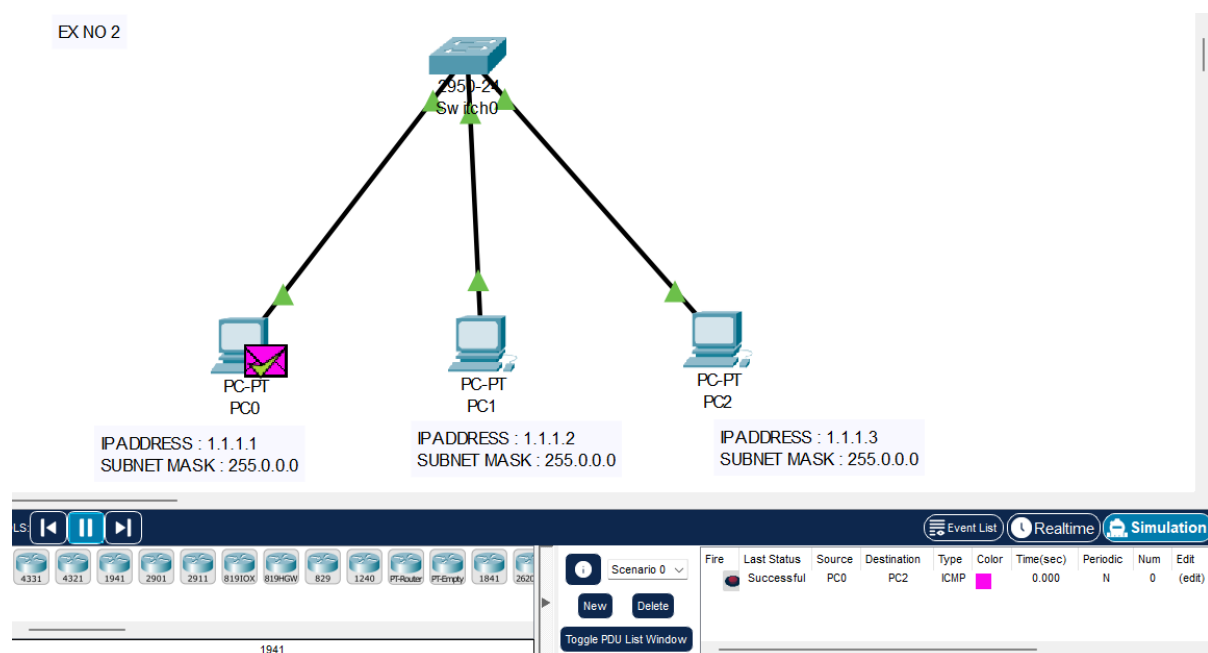 EX NO 2
2950-24
Switch0
PC-PT
PC0
PC-PT
PC1
PC-PT
PC2
IPADDRESS : 1.1.1.1
SUBNET MASK : 255.0.0.0
IPADDRESS : 1.1.1.2
SUBNET MASK : 255.0.0.0
IPADDRESS : 1.1.1.3
SUBNET MASK : 255.0.0.0
LS: Event List Realtime Simulation
4331 4321 1941 2901 2911 819IOX 819HGW 829 1240 PT-Router PT-Empty 1841 2620
1941
Scenario 0
New Delete
Toggle PDU List Window
Fire Last Status Source Destination Type Color Time(sec) Periodic Num Edit
Successful PC0 PC2 ICMP 0.000 N 0 (edit)